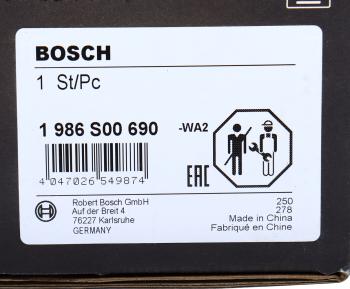 BOSCH
1 St/Pc
1 986 S00 690
-WA2
4 047026 549874
EAC
Robert Bosch GmbH
Auf der Breit 4
76227 Karlsruhe
GERMANY
250
278
Made in China
Fabriqué en Chine